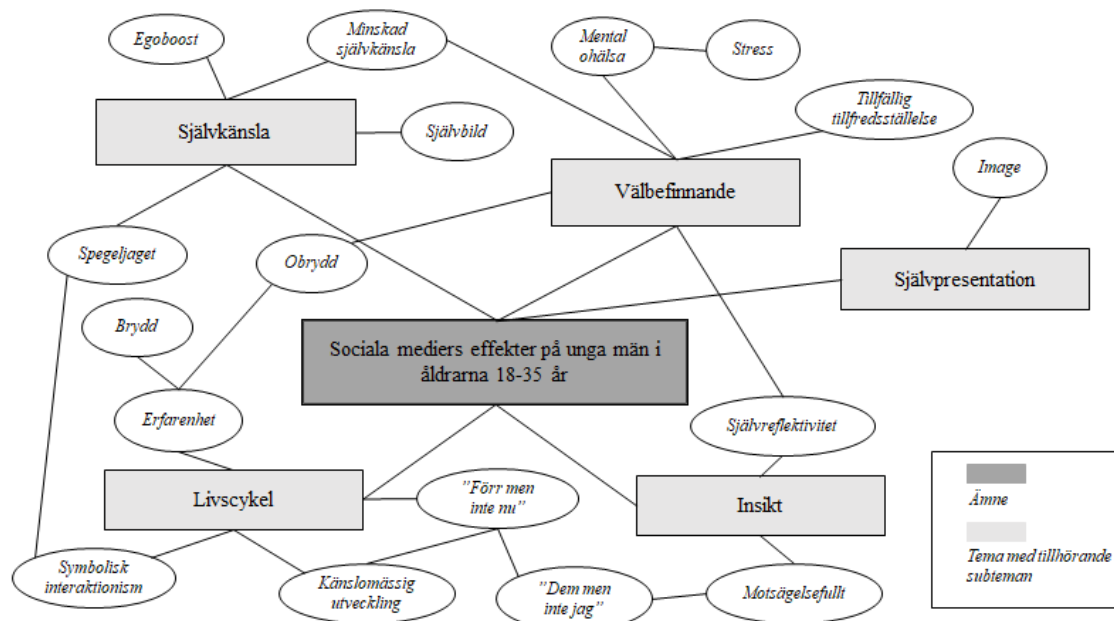 Egoboost
Minskad
självkänsla
Mental
ohälsa
Stress
Självkänsla
Självbild
Tillfällig
tillfredsställelse
Image
Välbefinnande
Spegeljaget
Obrydd
Självpresentation
Brydd
Sociala mediers effekter på unga män i
åldrarna 18-35 år
Erfarenhet
Självreflektivitet
Livscykel
”Förr men
inte nu”
Insikt
Ämne
Symbolisk
interaktionism
Känslomässig
utveckling
”Dem men
inte jag”
Motsägelsefullt
Tema med tillhörande
subteman